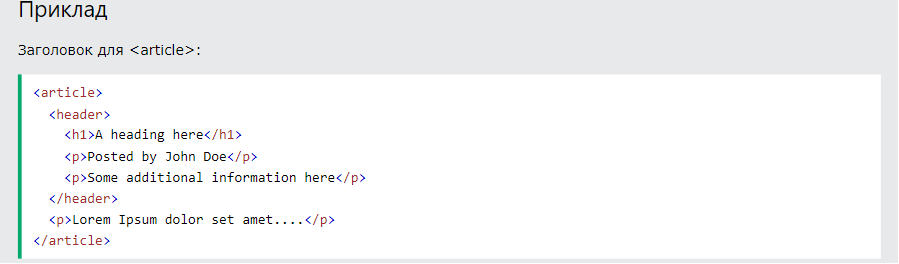 Приклад
Заголовок для <article>:
<article>
  <header>
    <h1>A heading here</h1>
    <p>Posted by John Doe</p>
    <p>Some additional information here</p>
  </header>
  <p>Lorem Ipsum dolor set amet....</p>
</article>